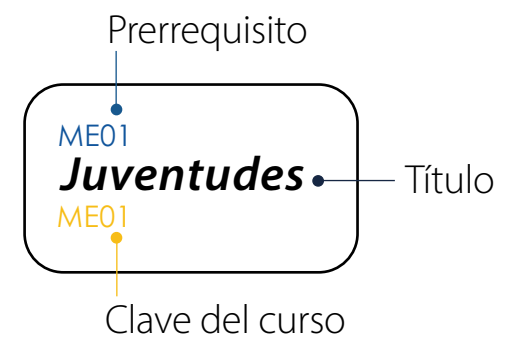 Prerrequisito
ME01
Juventudes
Título
ME01
Clave del curso